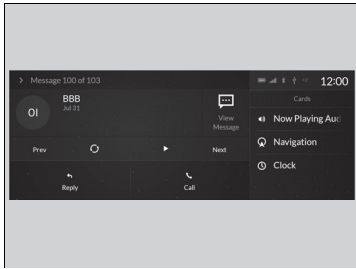 Message 100 of 103
12:00
OI
BBB
Jul 31
View
Message
Prev
Next
Reply
Call
Cards
Now Playing Aud
Navigation
Clock